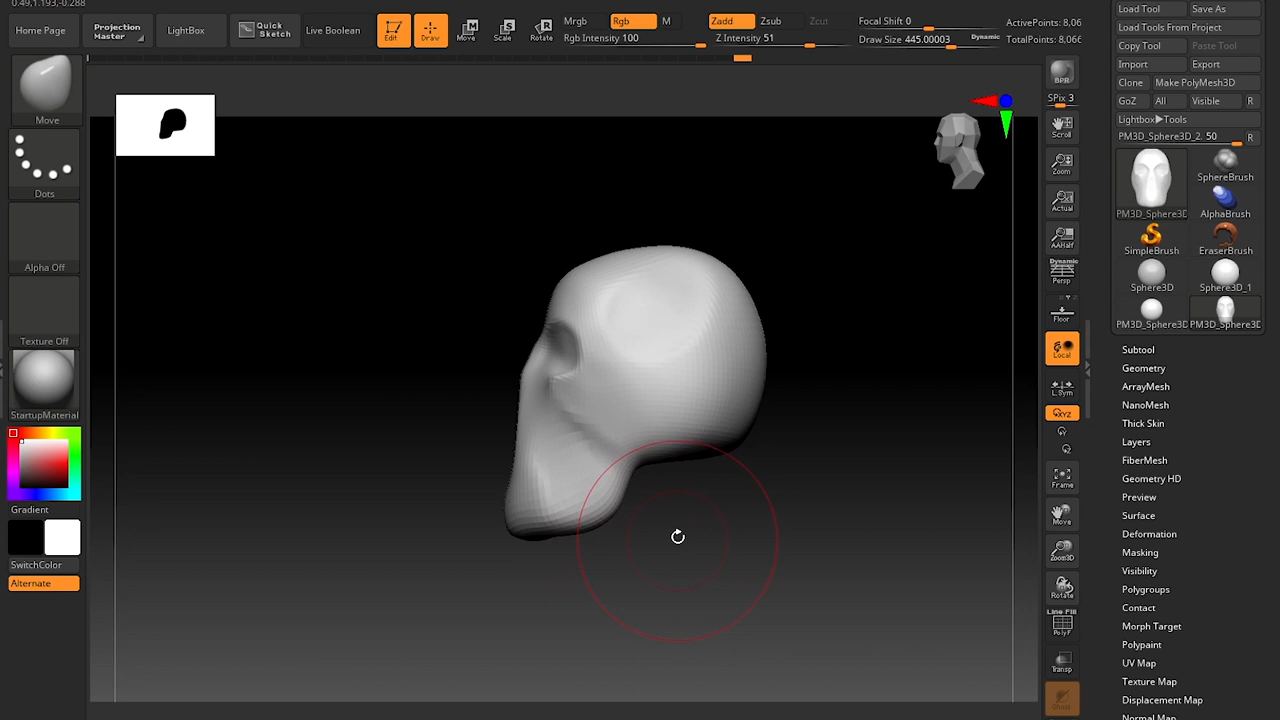 0.49,1.193,-0.288
Home Page
Projection
Master
LightBox
Quick
Sketch
Live Boolean
Edit
Draw
Move
Scale
Rotate
Mrgb
Rgb
M
Rgb Intensity 100
Zadd
Zsub
Zcut
Z Intensity 51
Focal Shift 0
Draw Size 445.00003
Dynamic
ActivePoints: 8,06
TotalPoints: 8,066
Move
Dots
Alpha Off
Texture Off
StartupMaterial
Gradient
SwitchColor
Alternate
BPR
SPix 3
Scroll
Zoom
Actual
AAHalf
Dynamic
Persp
Floor
Local
L.Sym
XYZ
Frame
Move
Zoom3D
Rotate
Line Fill
PolyF
Transp
Ghost
Load Tool
Save As
Load Tools From Project
Copy Tool
Paste Tool
Import
Export
Clone
Make PolyMesh3D
GoZ
All
Visible
R
Lightbox▶Tools
PM3D_Sphere3D_2. 50
R
PM3D_Sphere3D
SphereBrush
AlphaBrush
SimpleBrush
EraserBrush
Sphere3D
Sphere3D_1
PM3D_Sphere3D
PM3D_Sphere3D
Subtool
Geometry
ArrayMesh
NanoMesh
Thick Skin
Layers
FiberMesh
Geometry HD
Preview
Surface
Deformation
Masking
Visibility
Polygroups
Contact
Morph Target
Polypaint
UV Map
Texture Map
Displacement Map
Normal Map